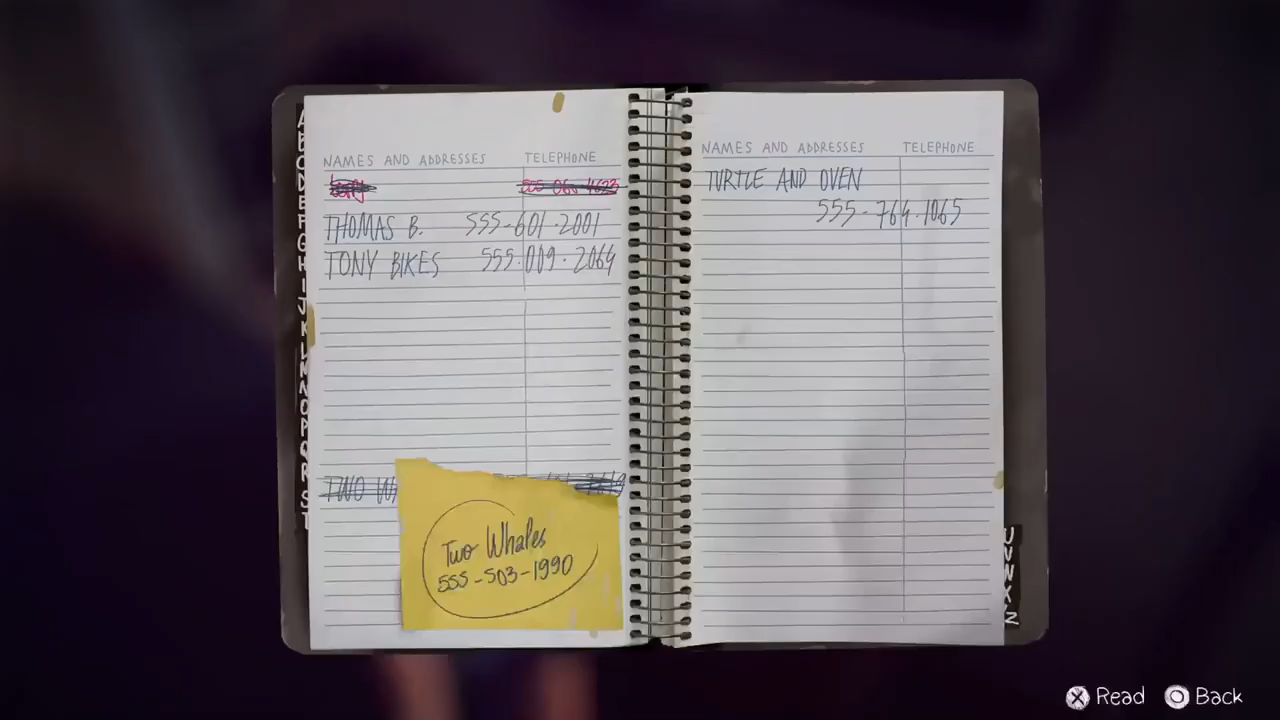 A
B
C
D
E
F
G
H
I
J
K
L
M
N
O
P
Q
R
S
T
NAMES AND ADDRESSES TELEPHONE
THOMAS B. 555-601-2001
TONY BIKES 555-009-2064
TWO
Two Whales
555-503-1990
NAMES AND ADDRESSES TELEPHONE
TURTLE AND OVEN
555-764-1065
U
V
W
X
Z
Read Back